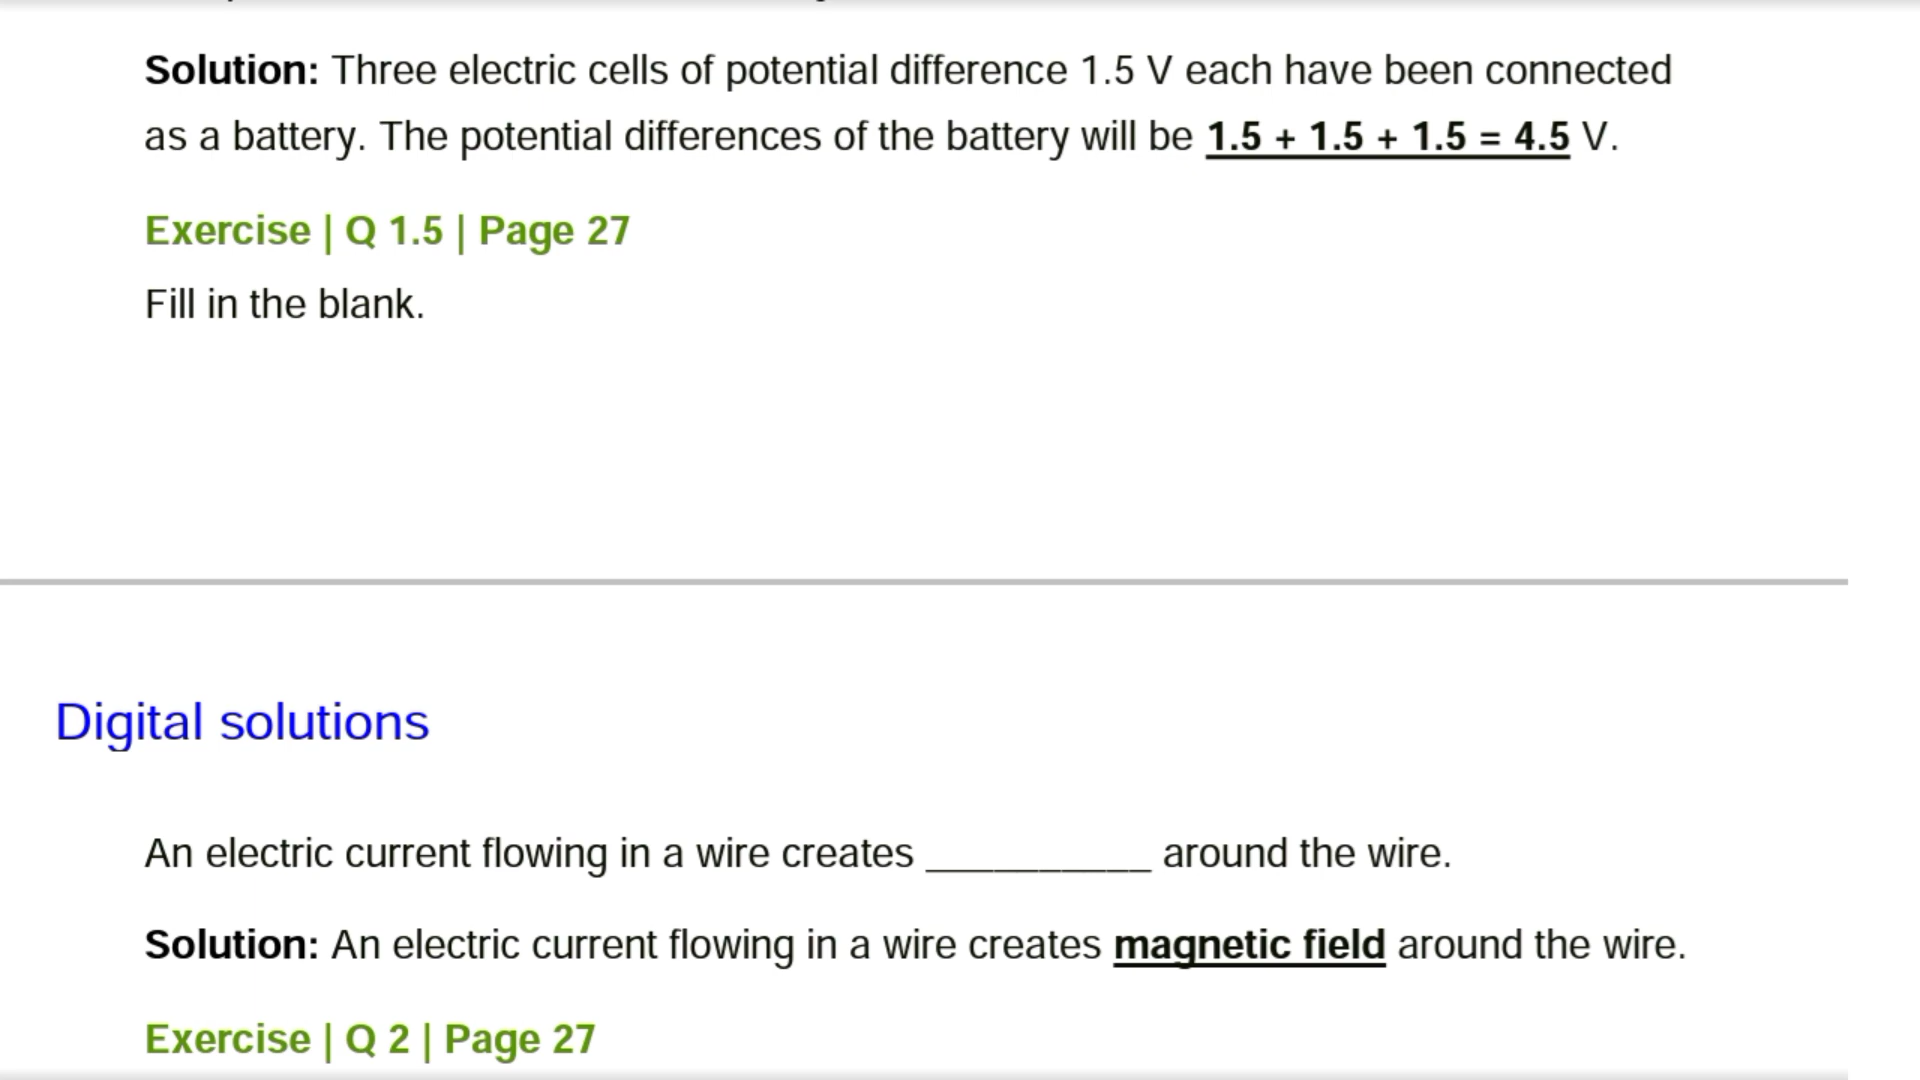 Solution: Three electric cells of potential difference 1.5 V each have been connected
as a battery. The potential differences of the battery will be 1.5 + 1.5 + 1.5 = 4.5 V.
Exercise | Q 1.5 | Page 27
Fill in the blank.
Digital solutions
An electric current flowing in a wire creates __________ around the wire.
Solution: An electric current flowing in a wire creates magnetic field around the wire.
Exercise | Q 2 | Page 27